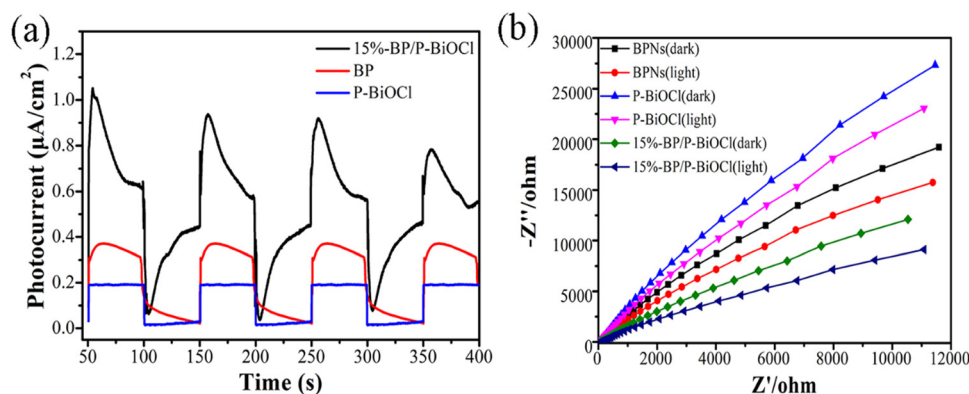 (a)
15%-BP/P-BiOCl
BP
P-BiOCl
Photocurrent (μA/cm²)
1.2
1.0
0.8
0.6
0.4
0.2
0.0
50 100 150 200 250 300 350 400
Time (s)
(b)
BPNs(dark)
BPNs(light)
P-BiOCl(dark)
P-BiOCl(light)
15%-BP/P-BiOCl(dark)
15%-BP/P-BiOCl(light)
-Z''/ohm
30000
25000
20000
15000
10000
5000
0
0 2000 4000 6000 8000 10000 12000
Z'/ohm